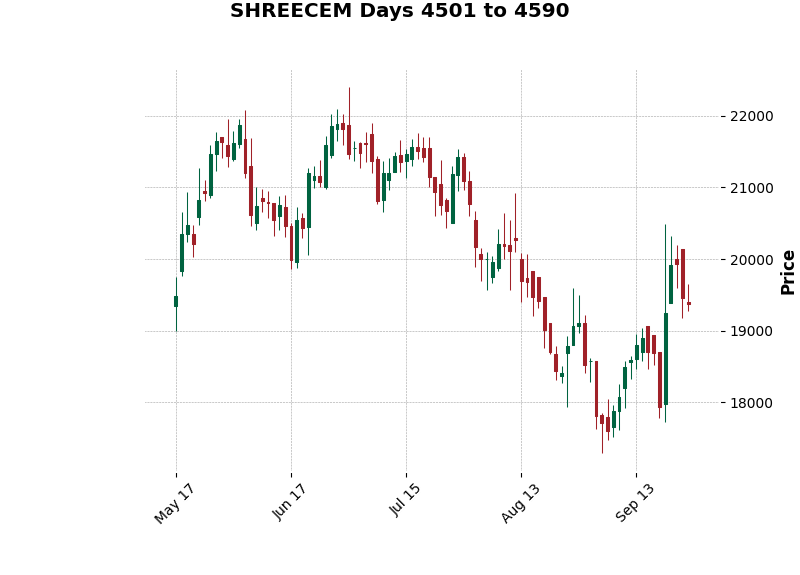 SHREECEM Days 4501 to 4590
22000
21000
20000
19000
18000
Price
May 17
Jun 17
Jul 15
Aug 13
Sep 13